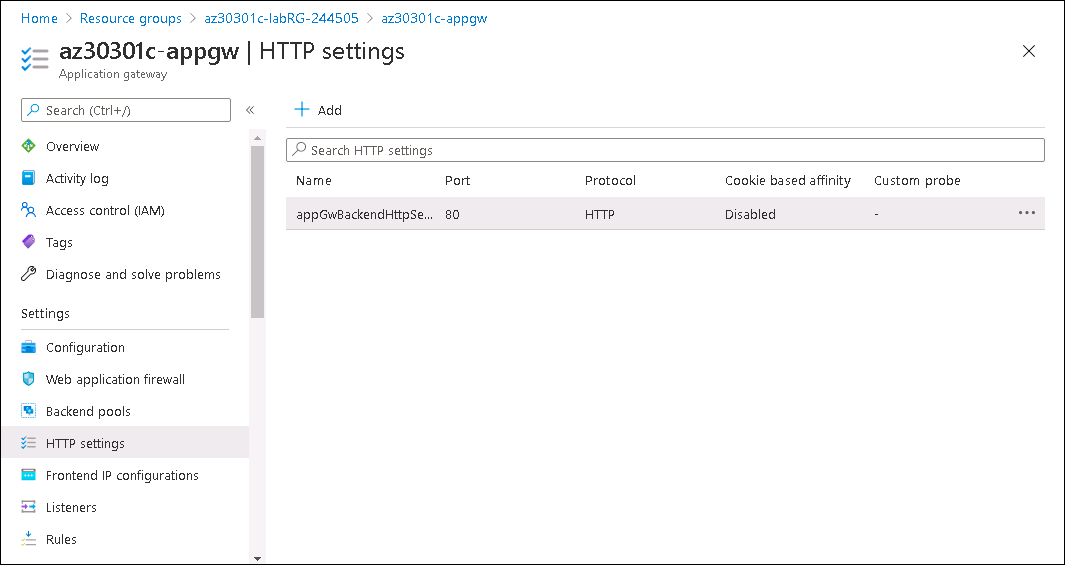 Home > Resource groups > az30301c-labRG-244505 > az30301c-appgw
az30301c-appgw | HTTP settings
Application gateway
Search (Ctrl+/)
«
Overview
Activity log
Access control (IAM)
Tags
Diagnose and solve problems
Settings
Configuration
Web application firewall
Backend pools
HTTP settings
Frontend IP configurations
Listeners
Rules
Add
Search HTTP settings
Name Port Protocol Cookie based affinity Custom probe
appGwBackendHttpSe... 80 HTTP Disabled - ...